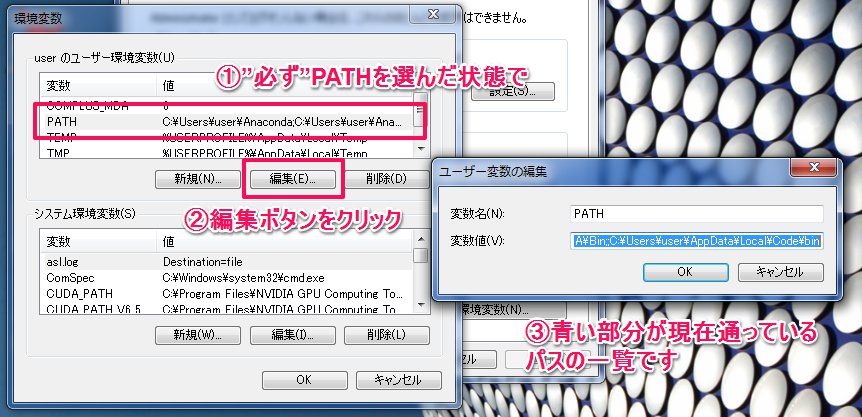 環境変数
はできません。
user のユーザー環境変数(U)
①”必ず”PATHを選んだ状態で
変数 値
COMPLUS_MDA 0
PATH C:¥Users¥user¥Anaconda;C:¥Users¥user¥Ana...
TEMP %USERPROFILE%¥AppData¥Local¥Temp
TMP %USERPROFILE%¥AppData¥Local¥Temp
設定(S)...
新規(N)... 編集(E)... 削除(D)
②編集ボタンをクリック
システム環境変数(S)
変数 値
asl.log Destination=file
ComSpec C:¥Windows¥system32¥cmd.exe
CUDA_PATH C:¥Program Files¥NVIDIA GPU Computing To...
CUDA_PATH_V6_5 C:¥Program Files¥NVIDIA GPU Computing To...
新規(W)... 編集(I)... 削除(L)
OK キャンセル
ユーザー変数の編集
変数名(N): PATH
変数値(V): A¥Bin;;C:¥Users¥user¥AppData¥Local¥Code¥bin
OK キャンセル
環境変数(N)...
③青い部分が現在通っている
パスの一覧です